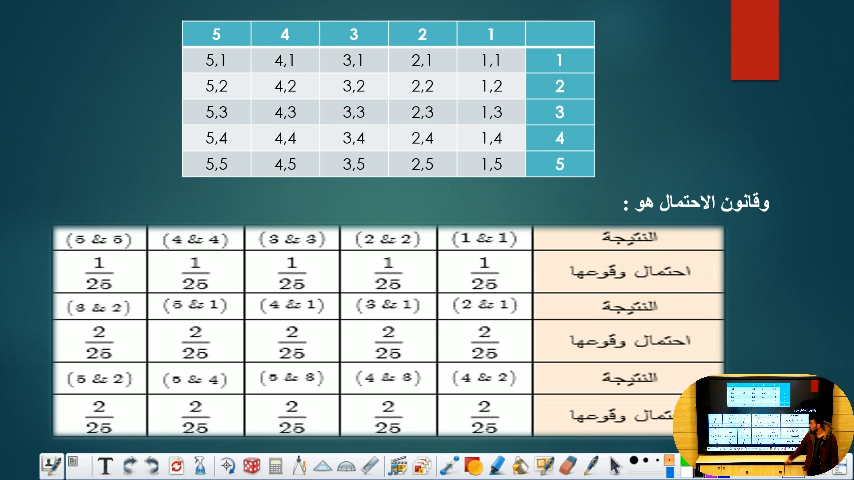 1 2 3 4 5
1 1,1 2,1 3,1 4,1 5,1
2 1,2 2,2 3,2 4,2 5,2
3 1,3 2,3 3,3 4,3 5,3
4 1,4 2,4 3,4 4,4 5,4
5 1,5 2,5 3,5 4,5 5,5
وقانون الاحتمال هو :
النتيجة (1 & 1) (2 & 2) (3 & 3) (4 & 4) (5 & 5)
احتمال وقوعها 1/25 1/25 1/25 1/25 1/25
النتيجة (2 & 1) (3 & 1) (4 & 1) (5 & 1) (3 & 2)
احتمال وقوعها 2/25 2/25 2/25 2/25 2/25
النتيجة (4 & 2) (4 & 3) (5 & 3) (5 & 4) (5 & 2)
وقوعها 2/25 2/25 2/25 2/25 2/25